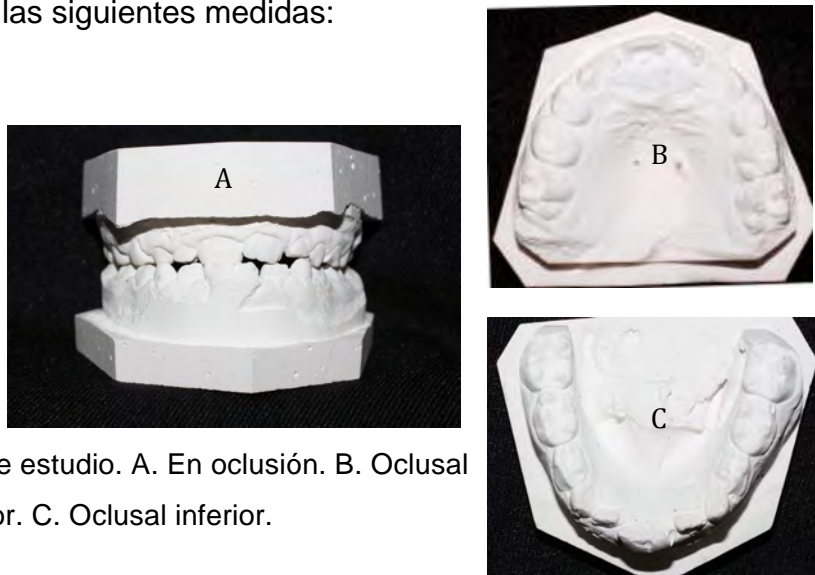 las siguientes medidas:
A
B
C
e estudio. A. En oclusión. B. Oclusal
or. C. Oclusal inferior.